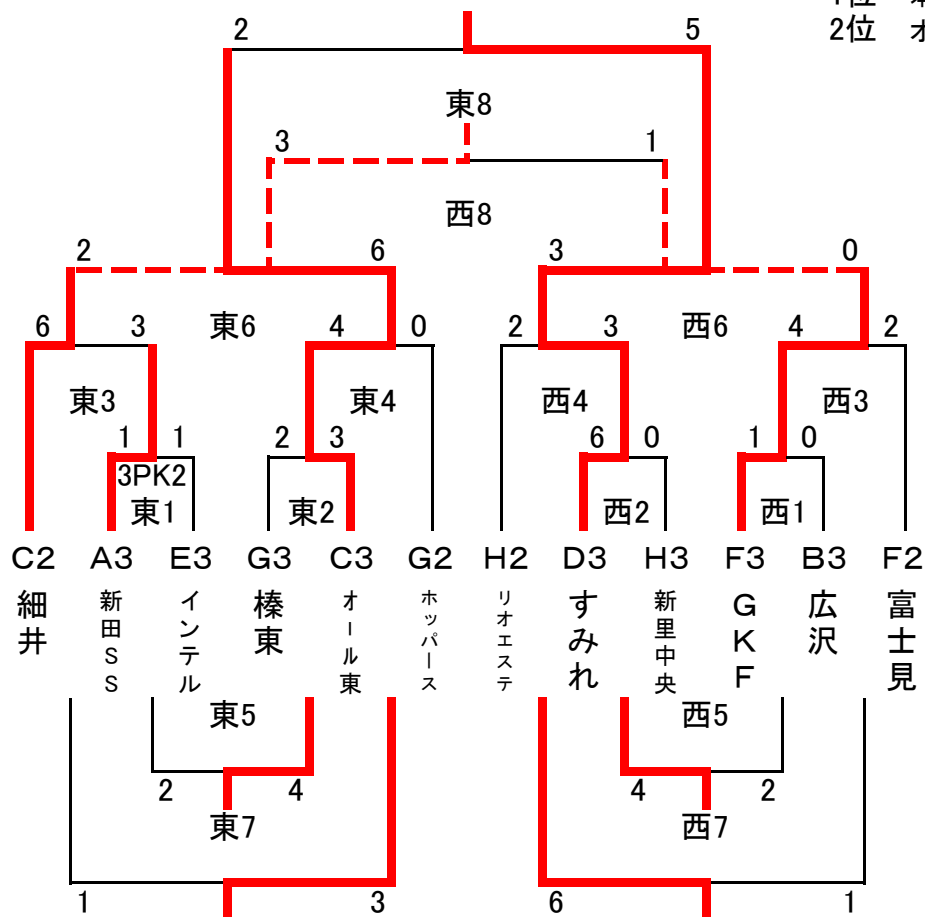 1位
2位
2 5
東8
3 1
西8
2 6 3 0
東6 西6
6 3 4 0 2 3 4 2
東3 東4 西4 西3
1 1 2 3 6 0 1 0
3PK2
東1 東2 西2 西1
C2 A3 E3 G3 C3 G2 H2 D3 H3 F3 B3 F2
細井
新田SS
インテル
榛東
オール東
ホッパース
リオエステ
すみれ
新里中央
GKF
広沢
富士見
東5 西5
2 4 4 2
東7 西7
1 3 6 1